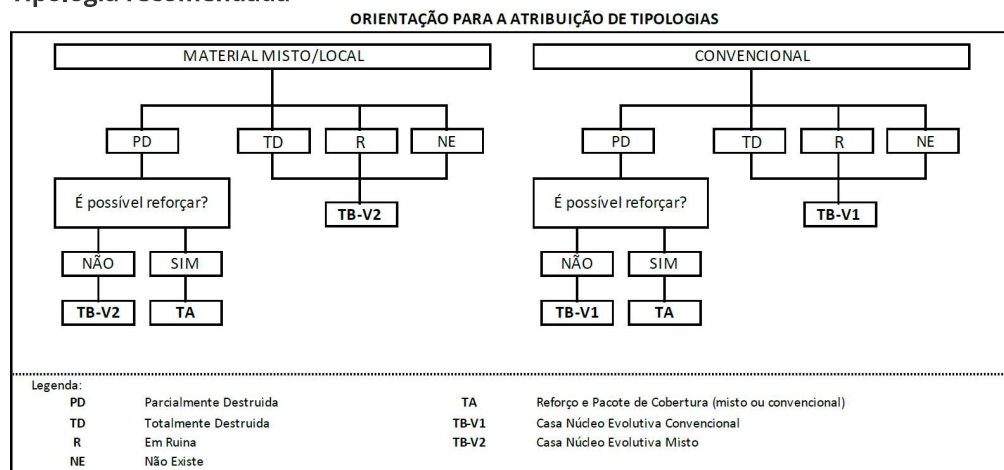 Tipologia recomendada
ORIENTAÇÃO PARA A ATRIBUIÇÃO DE TIPOLOGIAS
MATERIAL MISTO/LOCAL
PD TD R NE
É possível reforçar?
TB-V2
NÃO SIM
TB-V2 TA
CONVENCIONAL
PD TD R NE
É possível reforçar?
TB-V1
NÃO SIM
TB-V1 TA
Legenda:
PD Parcialmente Destruida
TD Totalmente Destruida
R Em Ruina
NE Não Existe
TA Reforço e Pacote de Cobertura (misto ou convencional)
TB-V1 Casa Núcleo Evolutiva Convencional
TB-V2 Casa Núcleo Evolutiva Misto